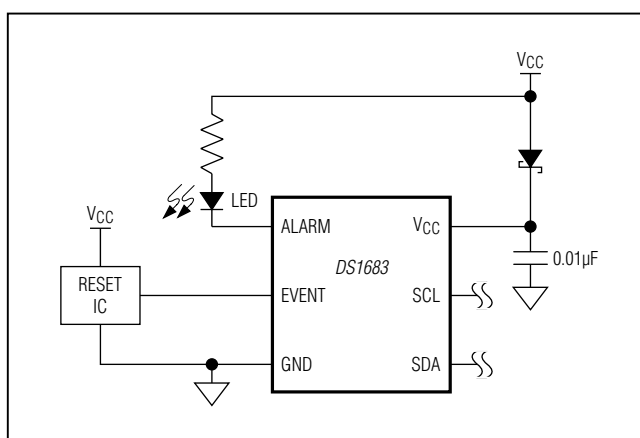 VCC
LED
VCC
ALARM
VCC
DS1683
0.01µF
RESET
IC
EVENT
SCL
GND
SDA